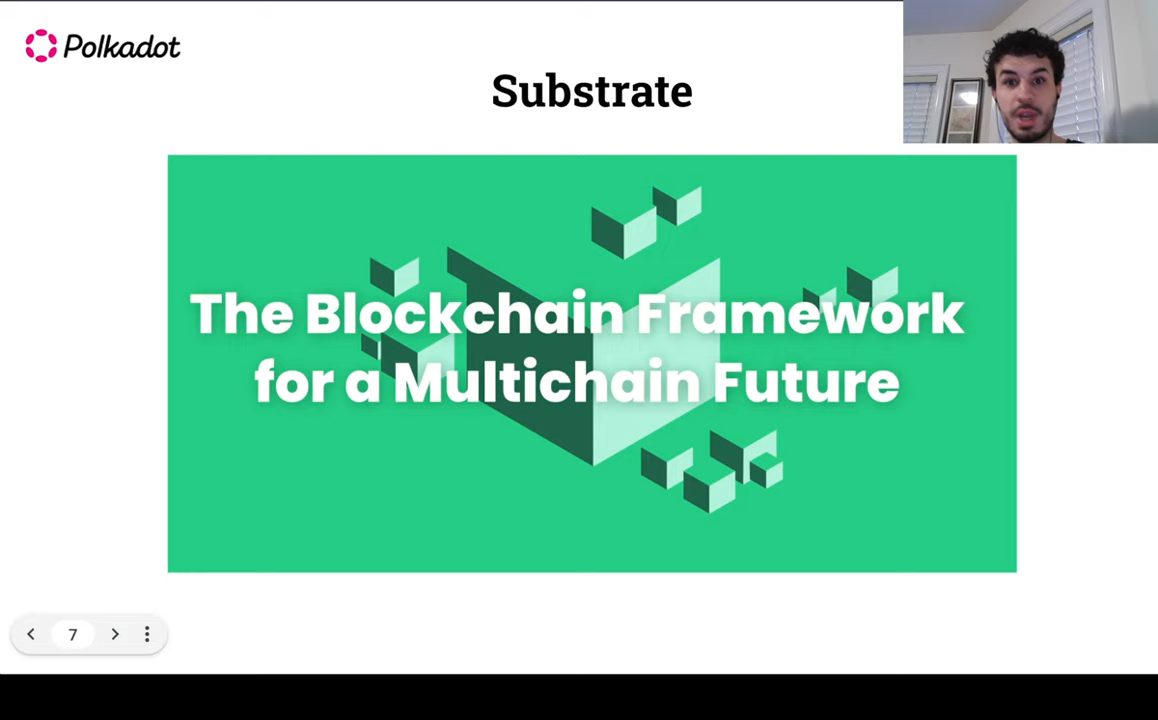 Polkadot
Substrate
The Blockchain Framework
for a Multichain Future
7